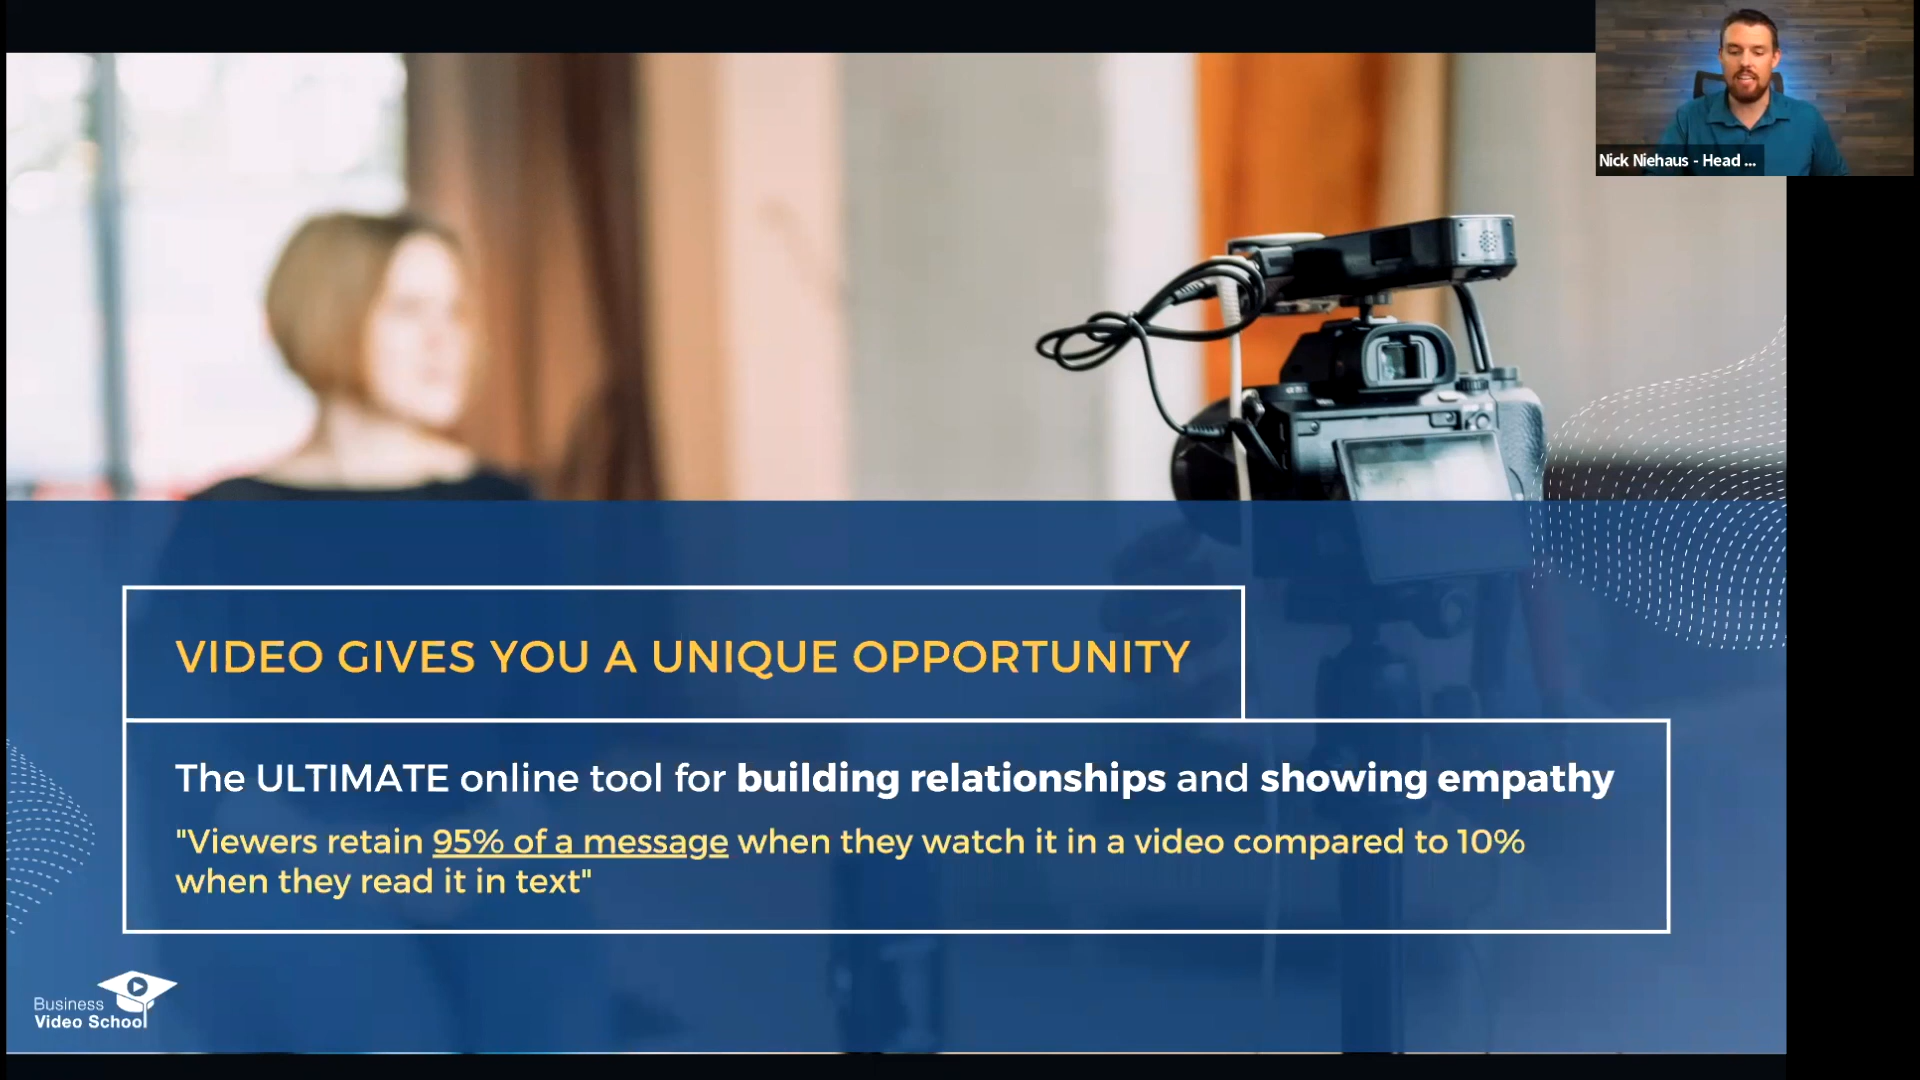 Nick Niehaus - Head ...
VIDEO GIVES YOU A UNIQUE OPPORTUNITY
The ULTIMATE online tool for building relationships and showing empathy
"Viewers retain 95% of a message when they watch it in a video compared to 10%
when they read it in text"
Business
Video School